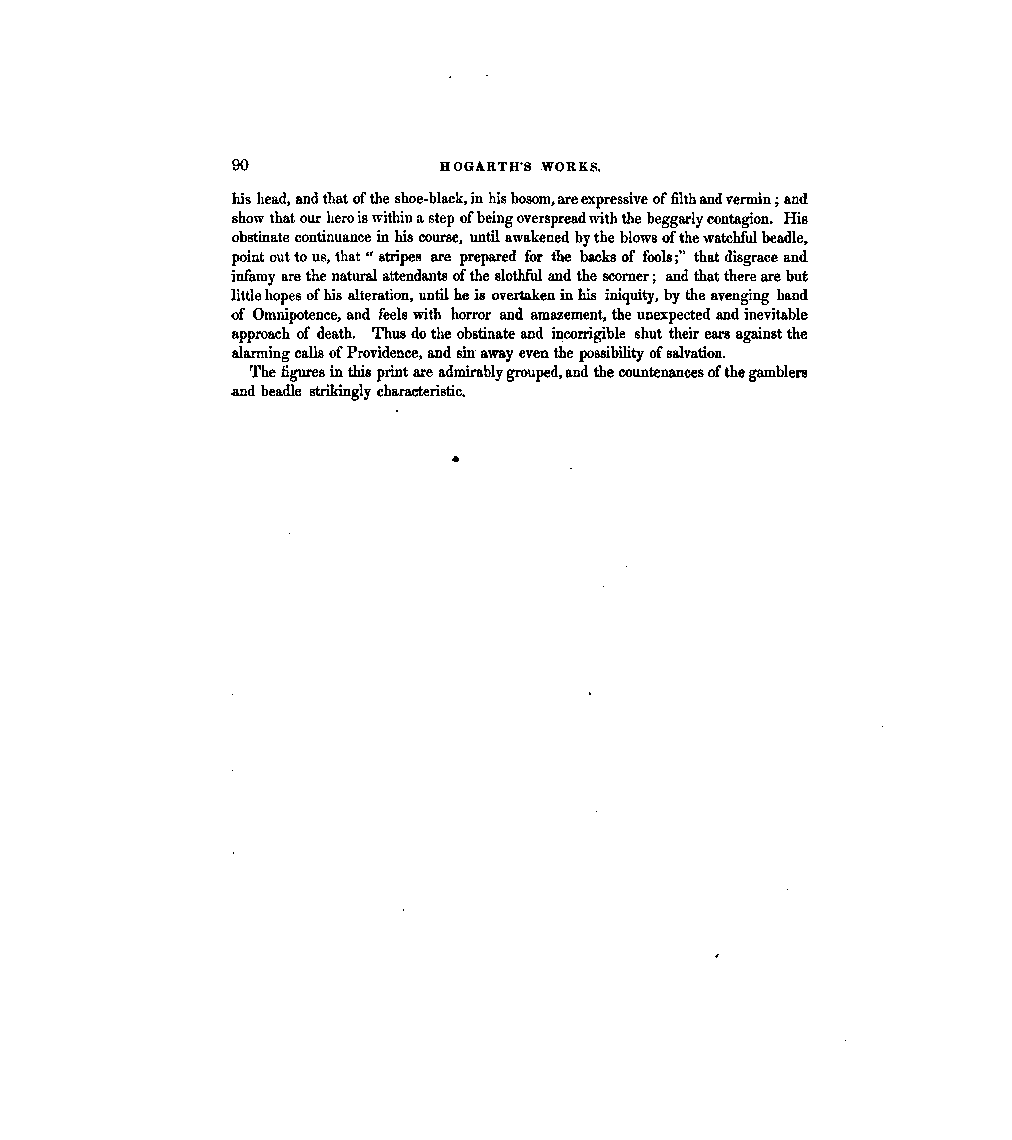 90 HOGARTH'S WORKS.
his head, and that of the shoe-black, in his bosom, are expressive of filth and vermin; and
show that our hero is within a step of being overspread with the beggarly contagion. His
obstinate continuance in his course, until awakened by the blows of the watchful beadle,
point out to us, that "stripes are prepared for the backs of fools;" that disgrace and
infamy are the natural attendants of the slothful and the scorner; and that there are but
little hopes of his alteration, until he is overtaken in his iniquity, by the avenging hand
of Omnipotence, and feels with horror and amazement, the unexpected and inevitable
approach of death. Thus do the obstinate and incorrigible shut their ears against the
alarming calls of Providence, and sin away even the possibility of salvation.
The figures in this print are admirably grouped, and the countenances of the gamblers
and beadle strikingly characteristic.